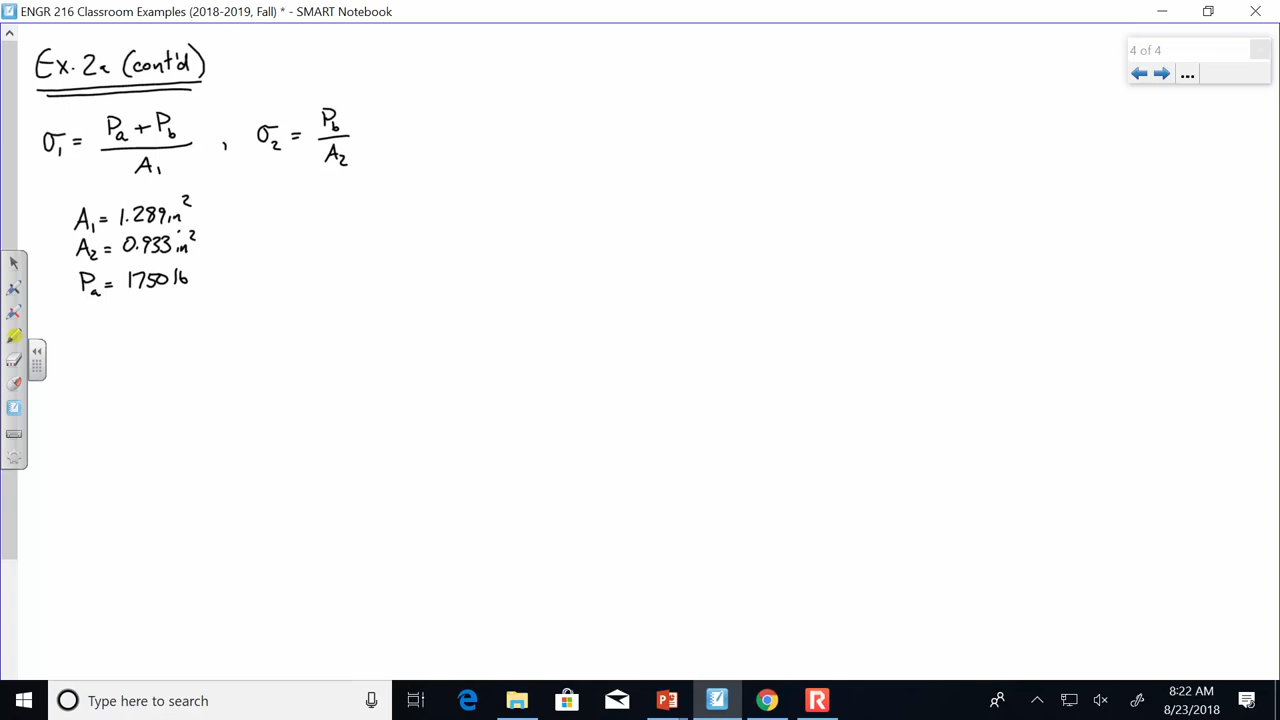 ENGR 216 Classroom Examples (2018-2019, Fall) * - SMART Notebook
4 of 4
Ex. 2a (cont'd)
σ₁ = (Pa + Pb) / A₁ , σ₂ = Pb / A₂
A₁ = 1.289 in²
A₂ = 0.933 in²
Pa = 1750 lb
Type here to search
8:22 AM
8/23/2018